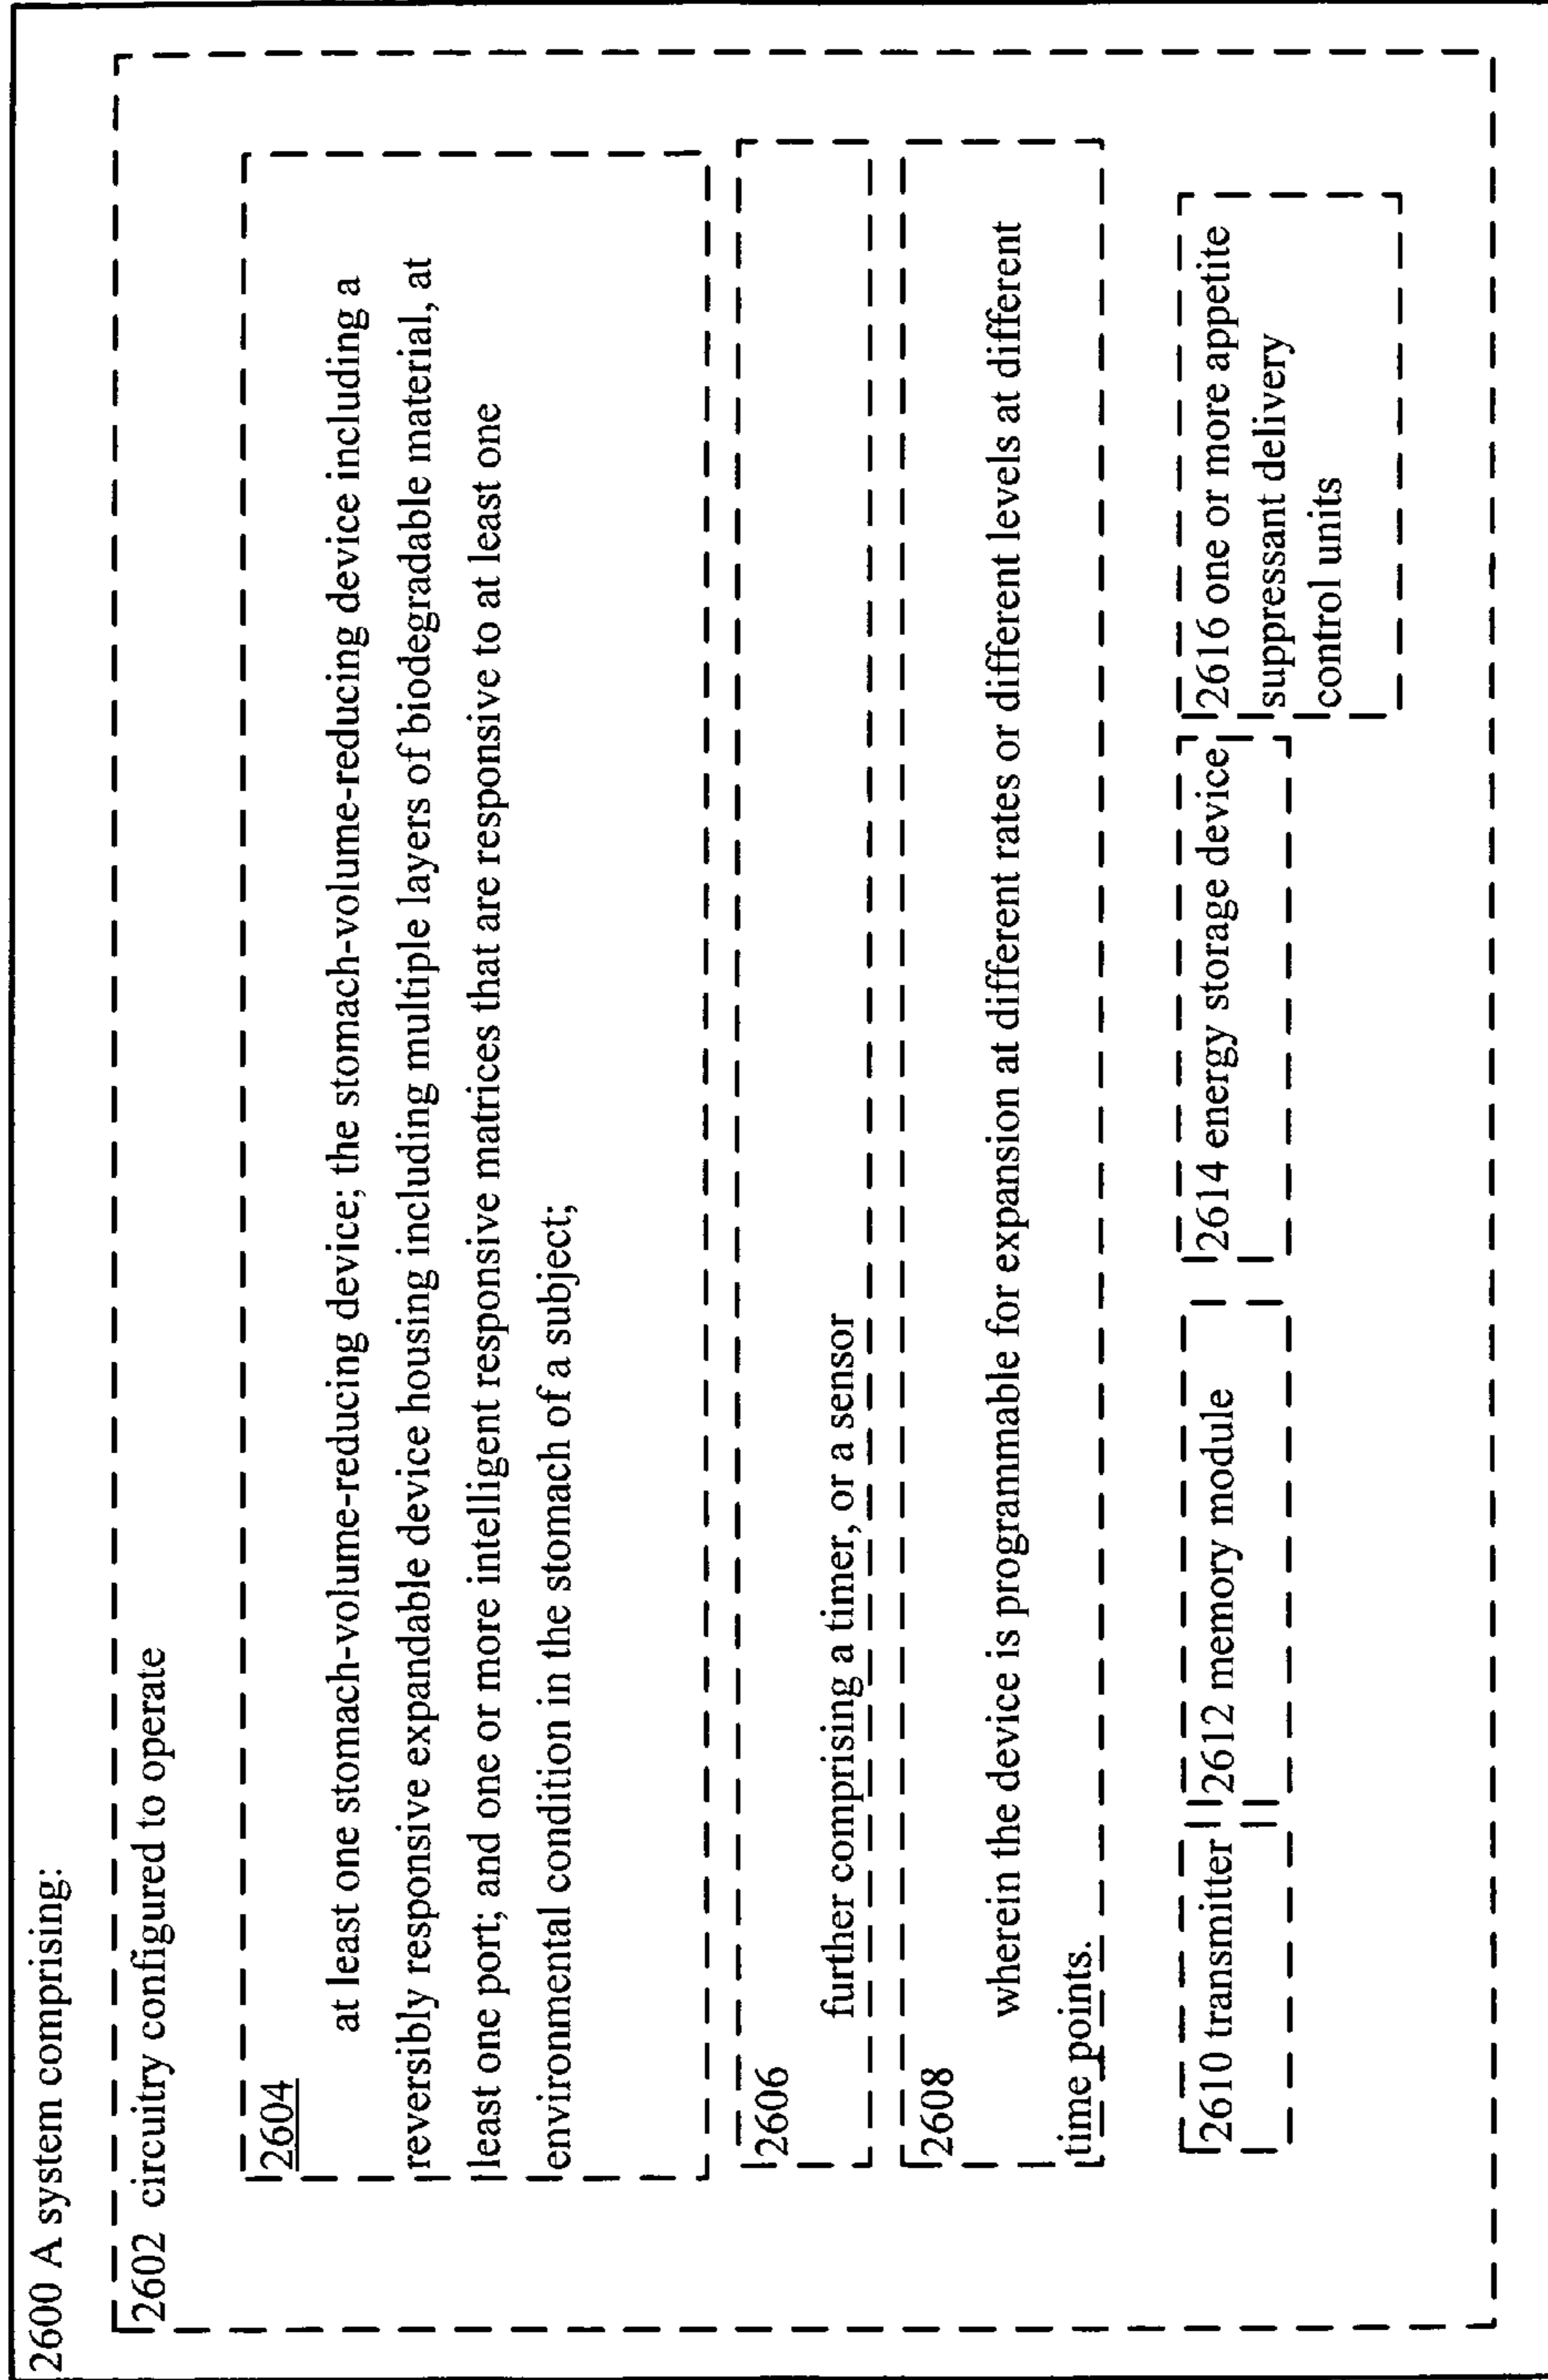 2600 A system comprising:
2602 circuitry configured to operate
2604
at least one stomach-volume-reducing device; the stomach-volume-reducing device including a
reversibly responsive expandable device housing including multiple layers of biodegradable material, at
least one port; and one or more intelligent responsive matrices that are responsive to at least one
environmental condition in the stomach of a subject;
2606
further comprising a timer, or a sensor
2608
wherein the device is programmable for expansion at different rates or different levels at different
time points.
2610 transmitter
2612 memory module
2614 energy storage device
2616 one or more appetite
suppressant delivery
control units